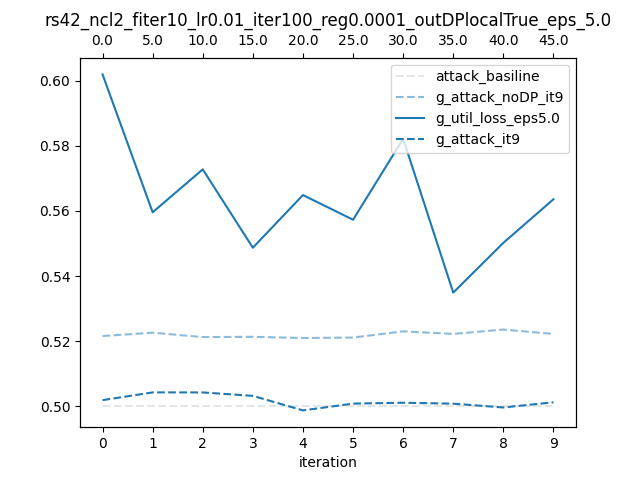 rs42_ncl2_fiter10_lr0.01_iter100_reg0.0001_outDPlocalTrue_eps_5.0
0.0 5.0 10.0 15.0 20.0 25.0 30.0 35.0 40.0 45.0
attack_basiline
g_attack_noDP_it9
g_util_loss_eps5.0
g_attack_it9
0.60
0.58
0.56
0.54
0.52
0.50
0 1 2 3 4 5 6 7 8 9
iteration